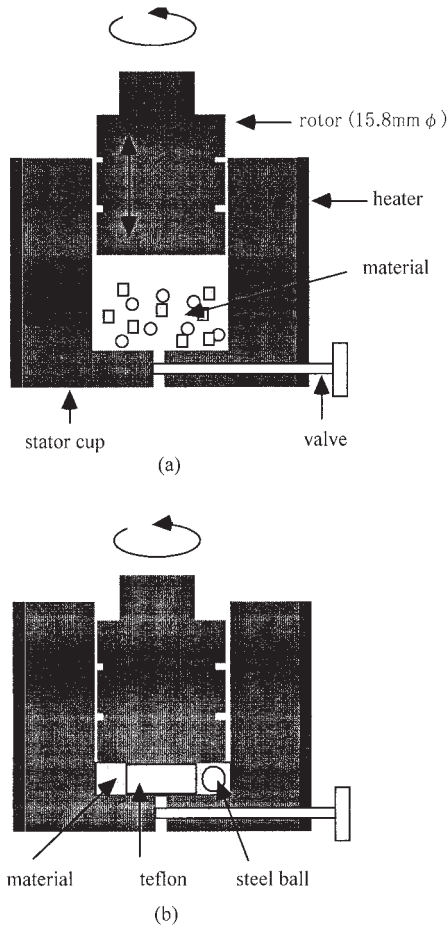 rotor (15.8mm φ)
heater
material
stator cup
valve
(a)
material
teflon
steel ball
(b)